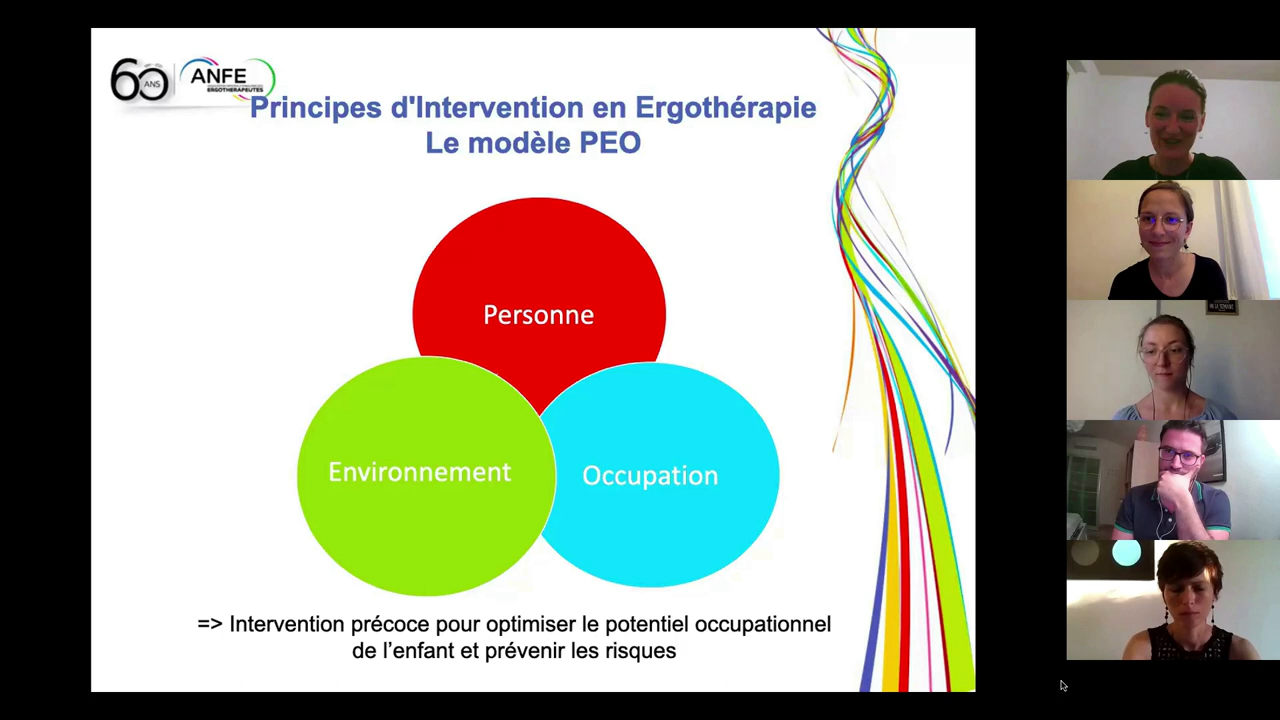 60 ANS
ANFE
ERGOTHÉRAPEUTES
Principes d'Intervention en Ergothérapie
Le modèle PEO
Personne
Environnement
Occupation
=> Intervention précoce pour optimiser le potentiel occupationnel
de l'enfant et prévenir les risques